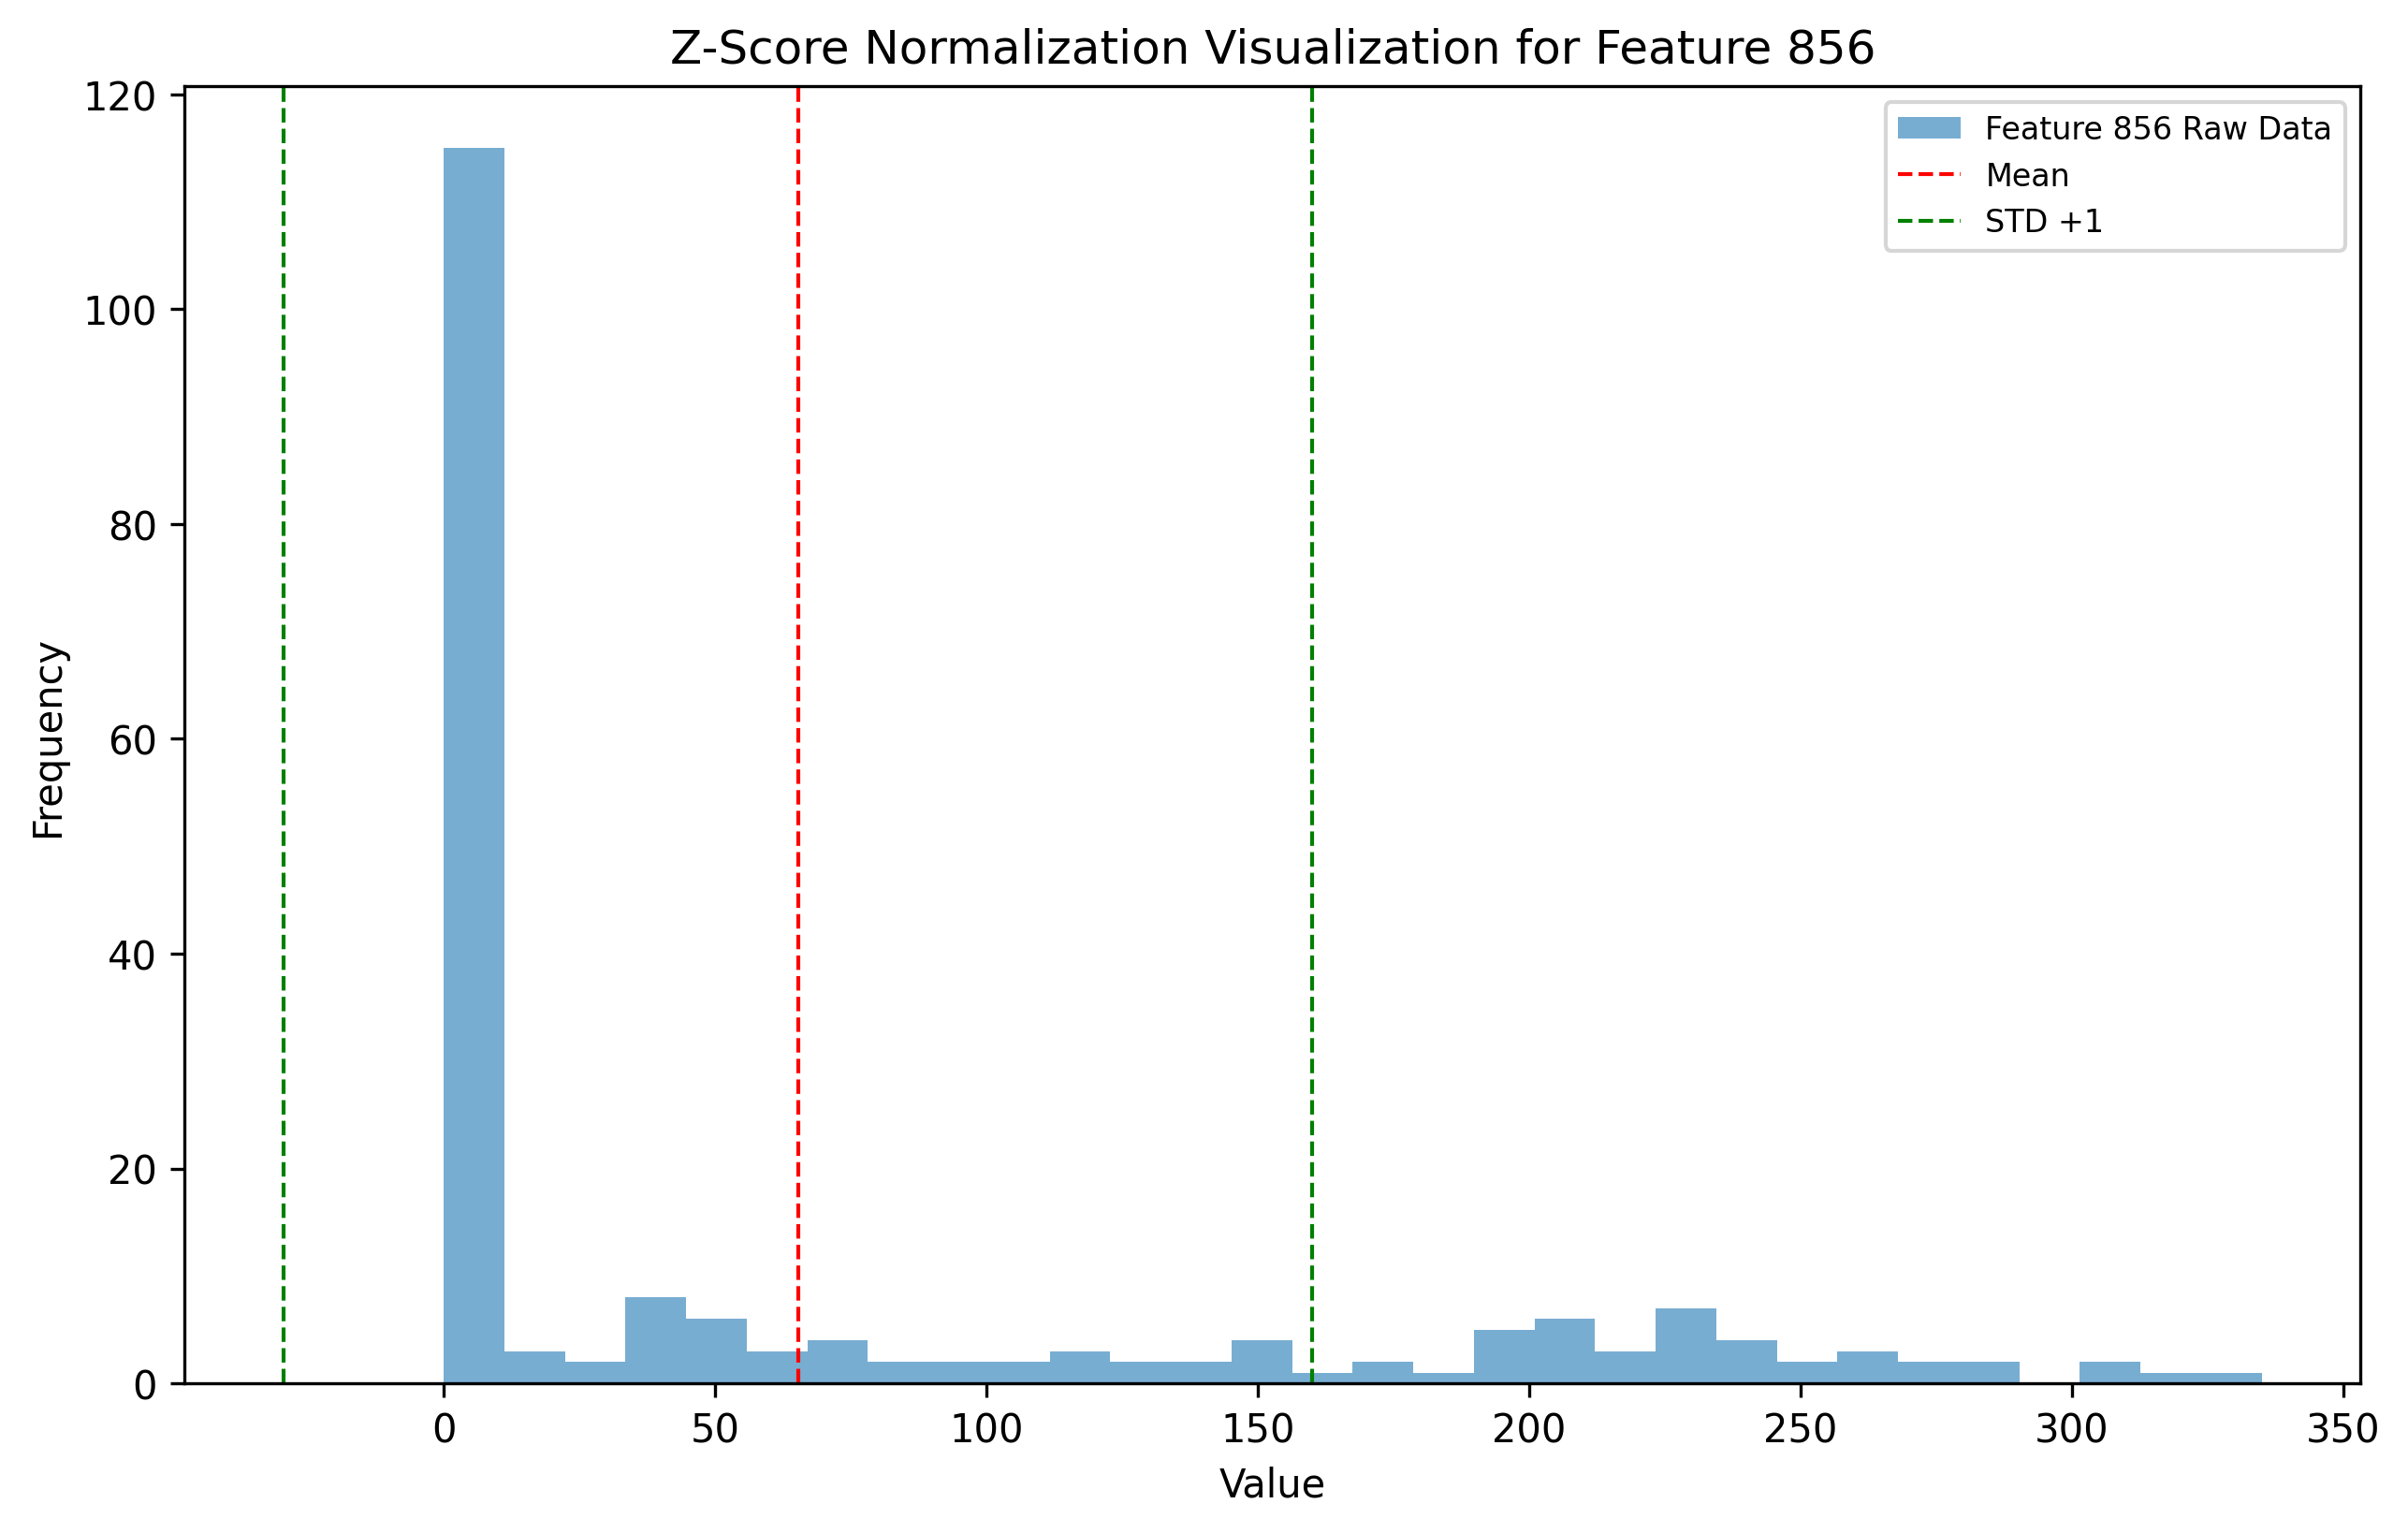 Z-Score Normalization Visualization for Feature 856
Feature 856 Raw Data
Mean
STD +1
120
100
80
60
40
20
0
Frequency
0 50 100 150 200 250 300 350
Value